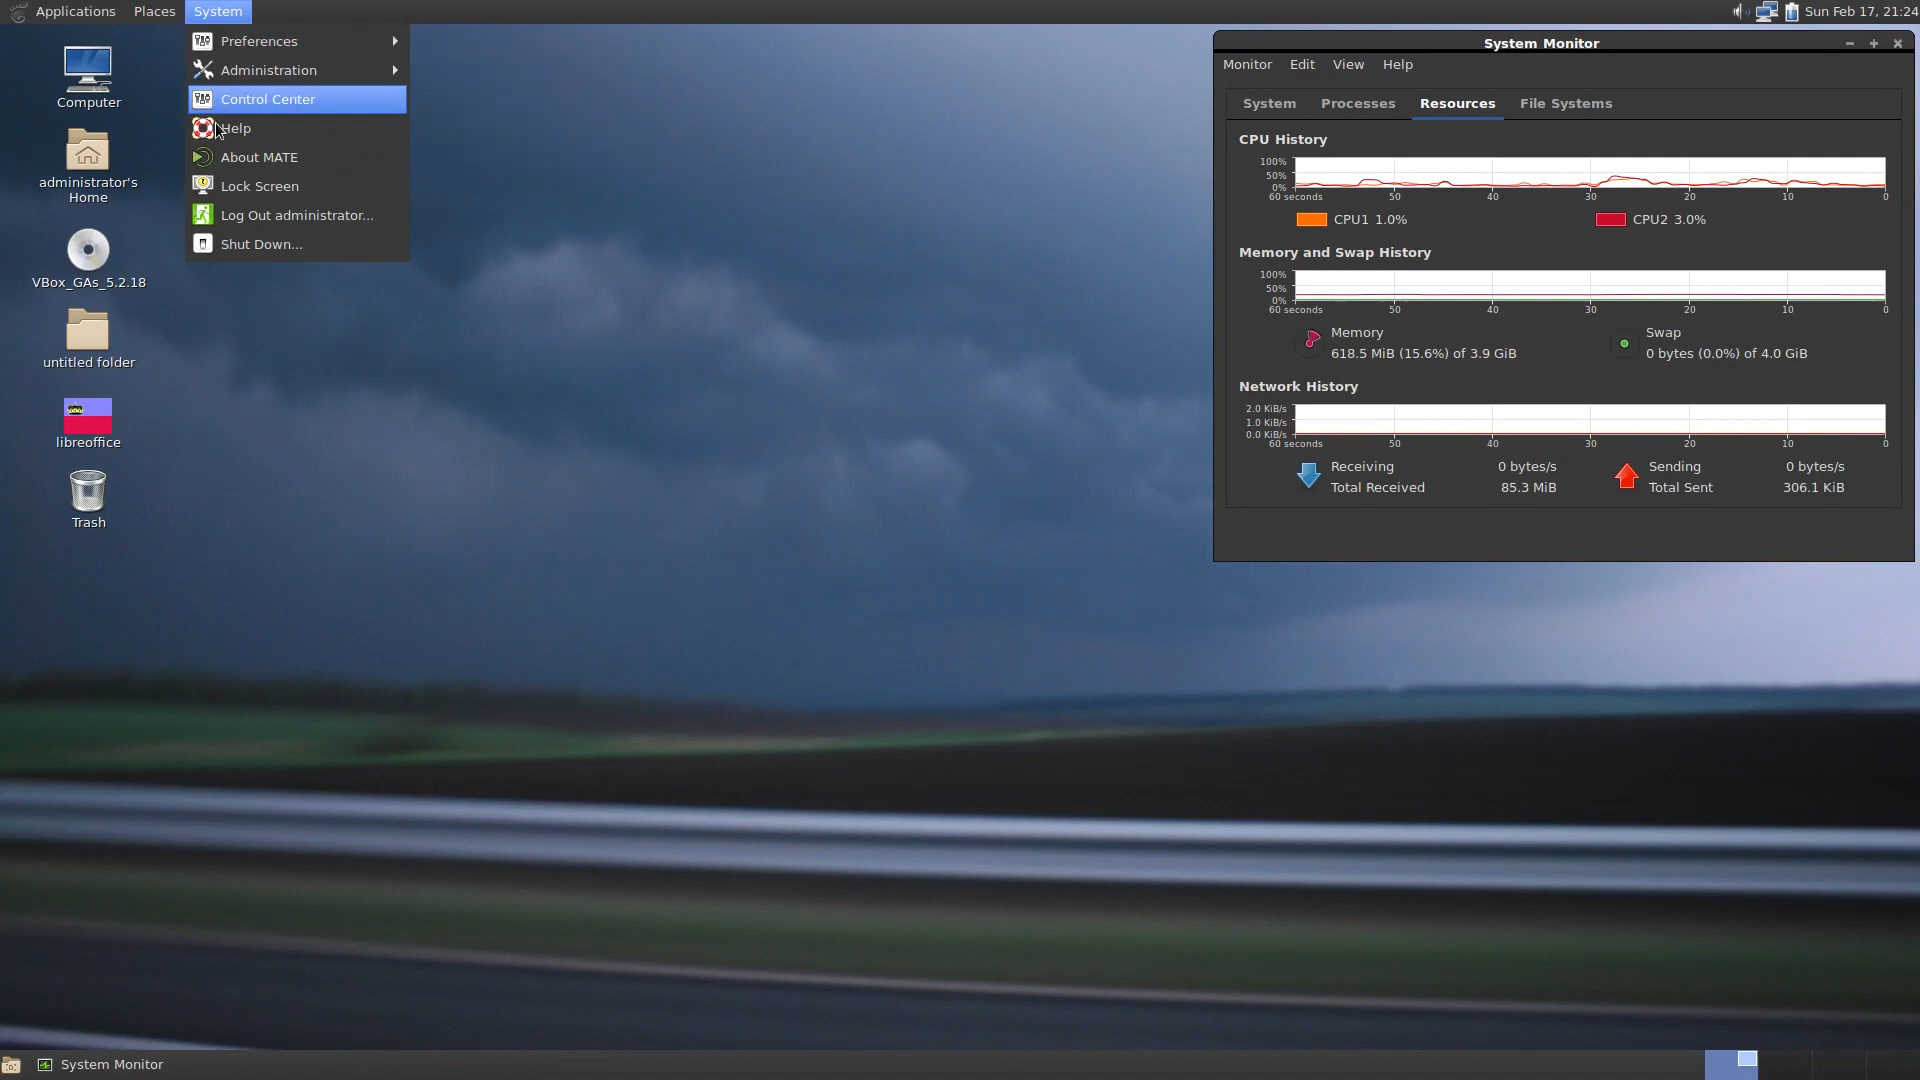 Applications Places System
Sun Feb 17, 21:24
Preferences
Administration
Control Center
Help
About MATE
Lock Screen
Log Out administrator...
Shut Down...
Computer
administrator's
Home
VBox_GAs_5.2.18
untitled folder
libreoffice
Trash
System Monitor
Monitor Edit View Help
System Processes Resources File Systems
CPU History
100%
50%
0%
60 seconds 50 40 30 20 10 0
CPU1 1.0% CPU2 3.0%
Memory and Swap History
100%
50%
0%
60 seconds 50 40 30 20 10 0
Memory Swap
618.5 MiB (15.6%) of 3.9 GiB 0 bytes (0.0%) of 4.0 GiB
Network History
2.0 KiB/s
1.0 KiB/s
0.0 KiB/s
60 seconds 50 40 30 20 10 0
Receiving 0 bytes/s Sending 0 bytes/s
Total Received 85.3 MiB Total Sent 306.1 KiB
System Monitor